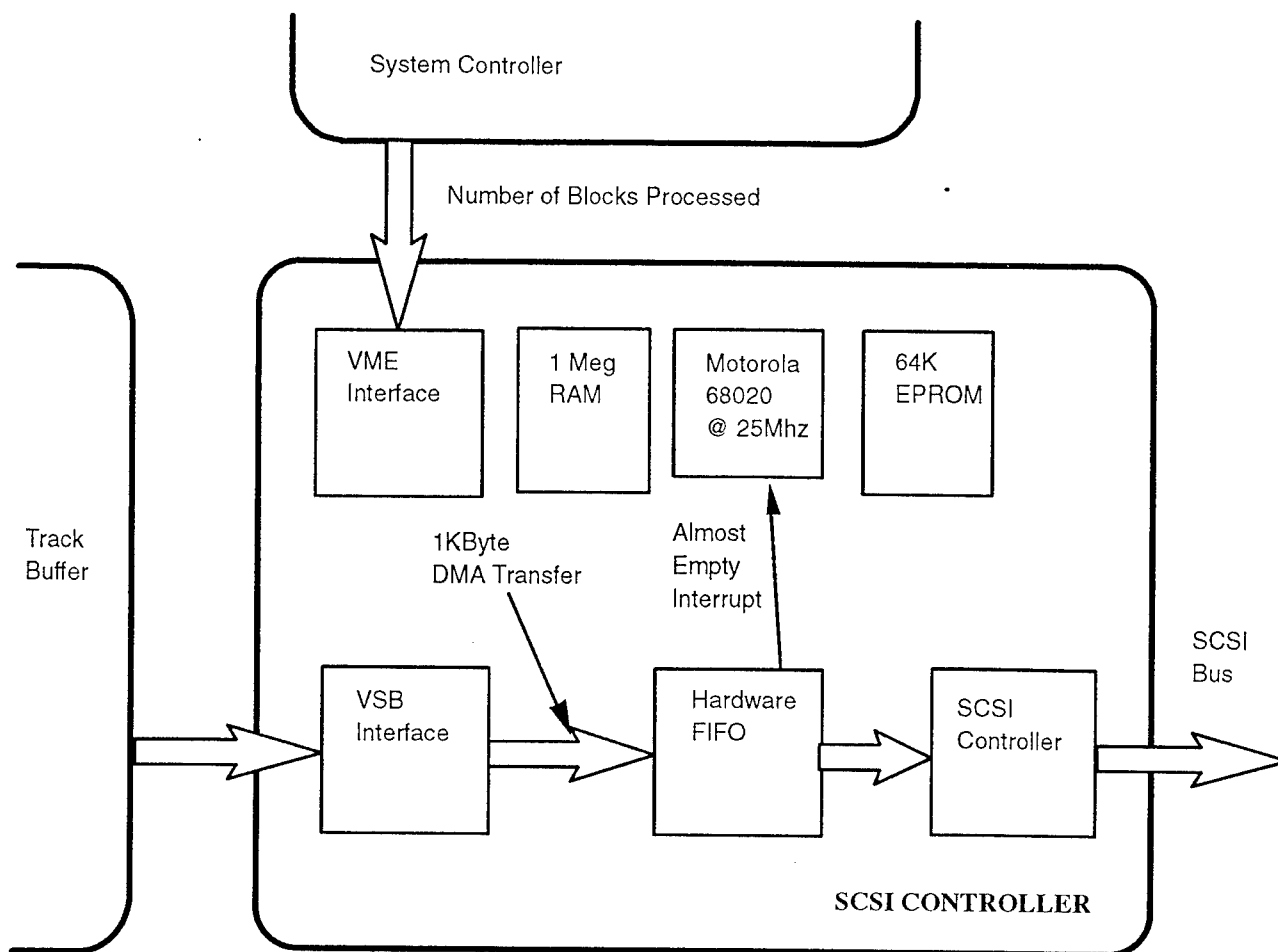 System Controller
Number of Blocks Processed
VME
Interface
1 Meg
RAM
Motorola
68020
@ 25Mhz
64K
EPROM
Track
Buffer
1KByte
DMA Transfer
Almost
Empty
Interrupt
SCSI
Bus
VSB
Interface
Hardware
FIFO
SCSI
Controller
SCSI CONTROLLER